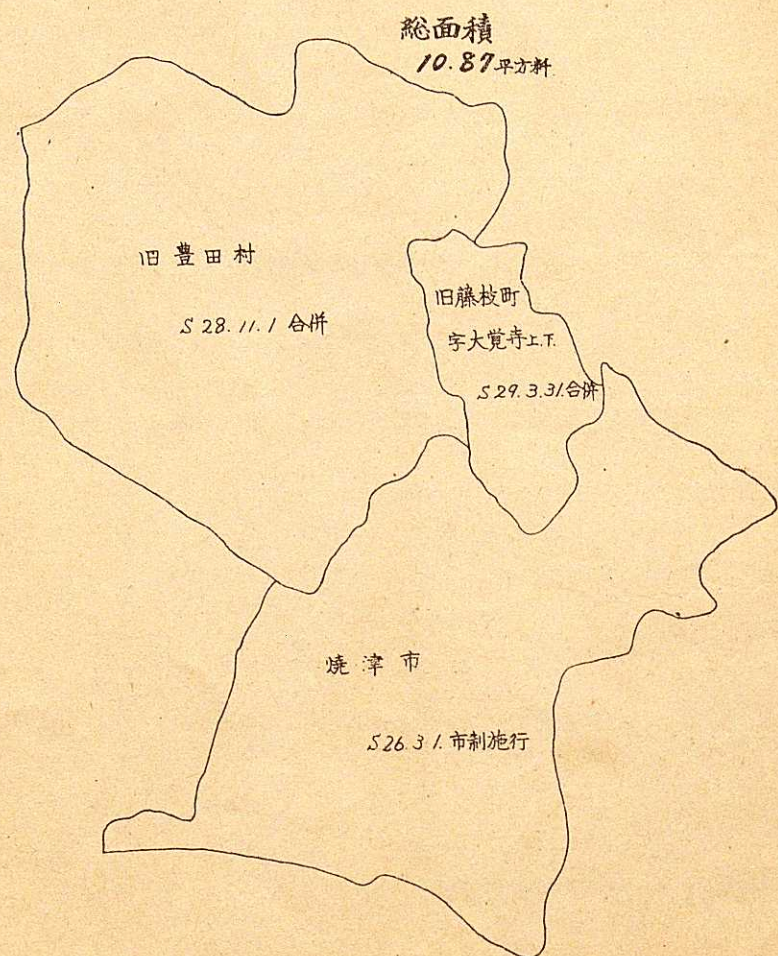 総面積
10.87平方粁
旧豊田村
S28.11.1 合併
旧藤枝町
字大覚寺上.下.
S29.3.31.合併
焼津市
S26.3 1. 市制施行